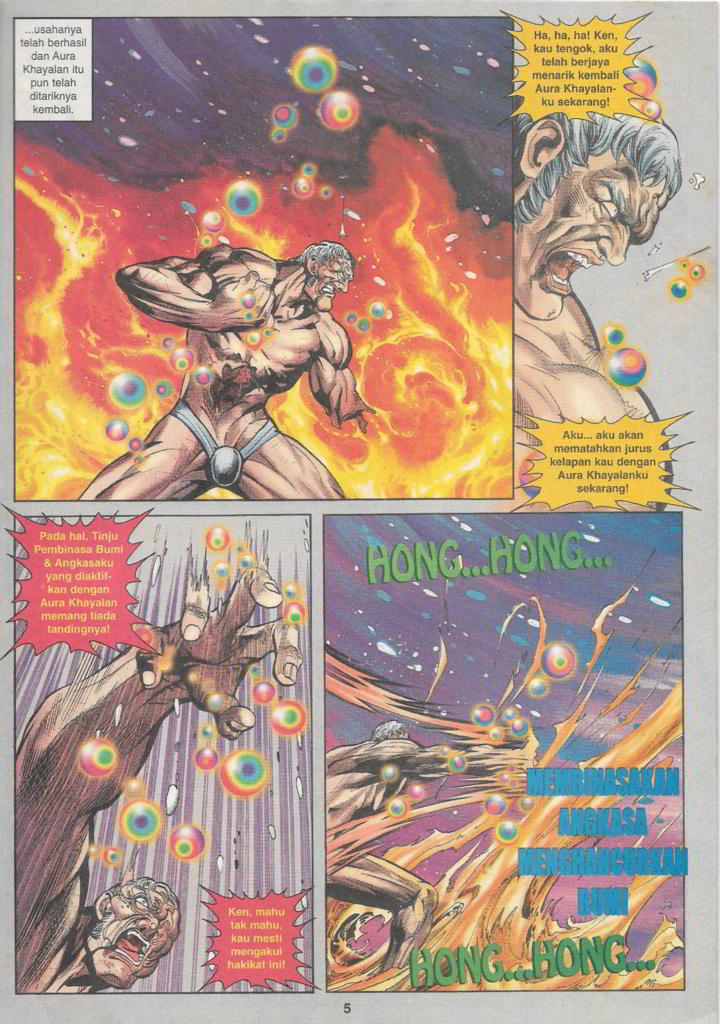 ...usahanya
telah berhasil
dan Aura
Khayalan itu
pun telah
ditariknya
kembali.
Ha, ha, ha! Ken,
kau tengok, aku
telah berjaya
menarik kembali
Aura Khayalan-
ku sekarang!
Aku... aku akan
mematahkan jurus
kelapan kau dengan
Aura Khayalanku
sekarang!
Pada hal, Tinju
Pembinasa Bumi
& Angkasaku
yang diaktif-
kan dengan
Aura Khayalan
memang tiada
tandingnya!
Ken, mahu
tak mahu,
kau mesti
mengakui
hakikat ini!
HONG...HONG...
MEMBINASAKAN
ANGKASA
MENGHANCURKAN
BUMI
HONG...HONG...
5